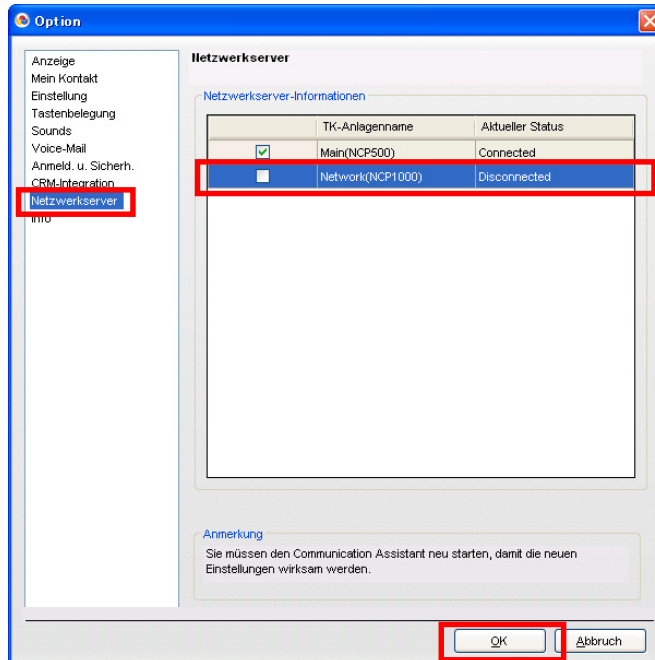 Option
Anzeige
Mein Kontakt
Einstellung
Tastenbelegung
Sounds
Voice-Mail
Anmeld. u. Sicherh.
CRM-Integration
Netzwerkserver
Info
Netzwerkserver
Netzwerkserver-Informationen
TK-Anlagenname Aktueller Status
Main(NCP500) Connected
Network(NCP1000) Disconnected
Anmerkung
Sie müssen den Communication Assistant neu starten, damit die neuen
Einstellungen wirksam werden.
OK Abbruch